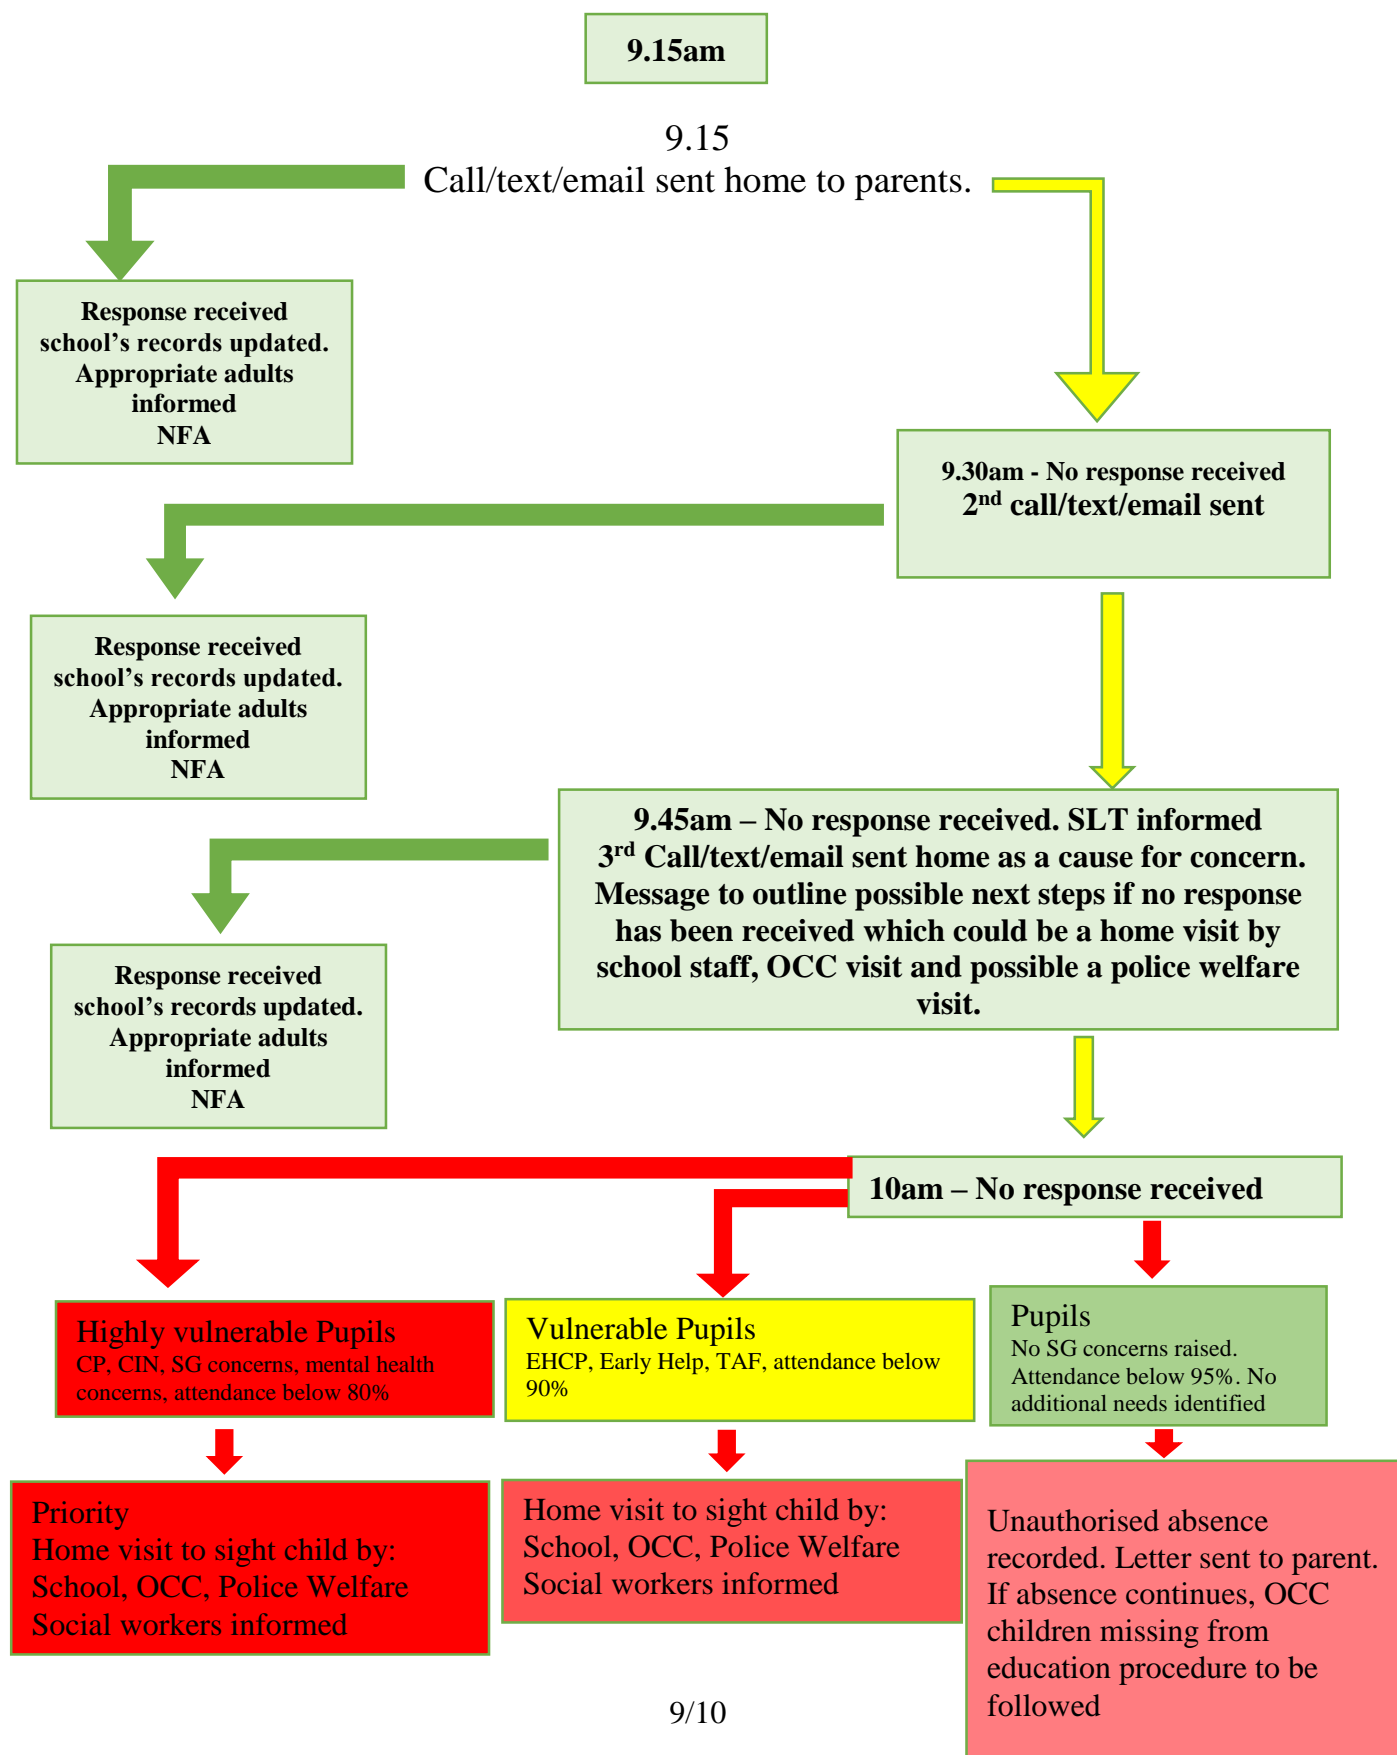 9.15am
9.15
Call/text/email sent home to parents.
Response received
school’s records updated.
Appropriate adults
informed
NFA
9.30am - No response received
2nd call/text/email sent
Response received
school’s records updated.
Appropriate adults
informed
NFA
9.45am – No response received. SLT informed
3rd Call/text/email sent home as a cause for concern.
Message to outline possible next steps if no response
has been received which could be a home visit by
school staff, OCC visit and possible a police welfare
visit.
Response received
school’s records updated.
Appropriate adults
informed
NFA
10am – No response received
Highly vulnerable Pupils
CP, CIN, SG concerns, mental health
concerns, attendance below 80%
Vulnerable Pupils
EHCP, Early Help, TAF, attendance below
90%
Pupils
No SG concerns raised.
Attendance below 95%. No
additional needs identified
Priority
Home visit to sight child by:
School, OCC, Police Welfare
Social workers informed
Home visit to sight child by:
School, OCC, Police Welfare
Social workers informed
Unauthorised absence
recorded. Letter sent to parent.
If absence continues, OCC
children missing from
education procedure to be
followed
9/10